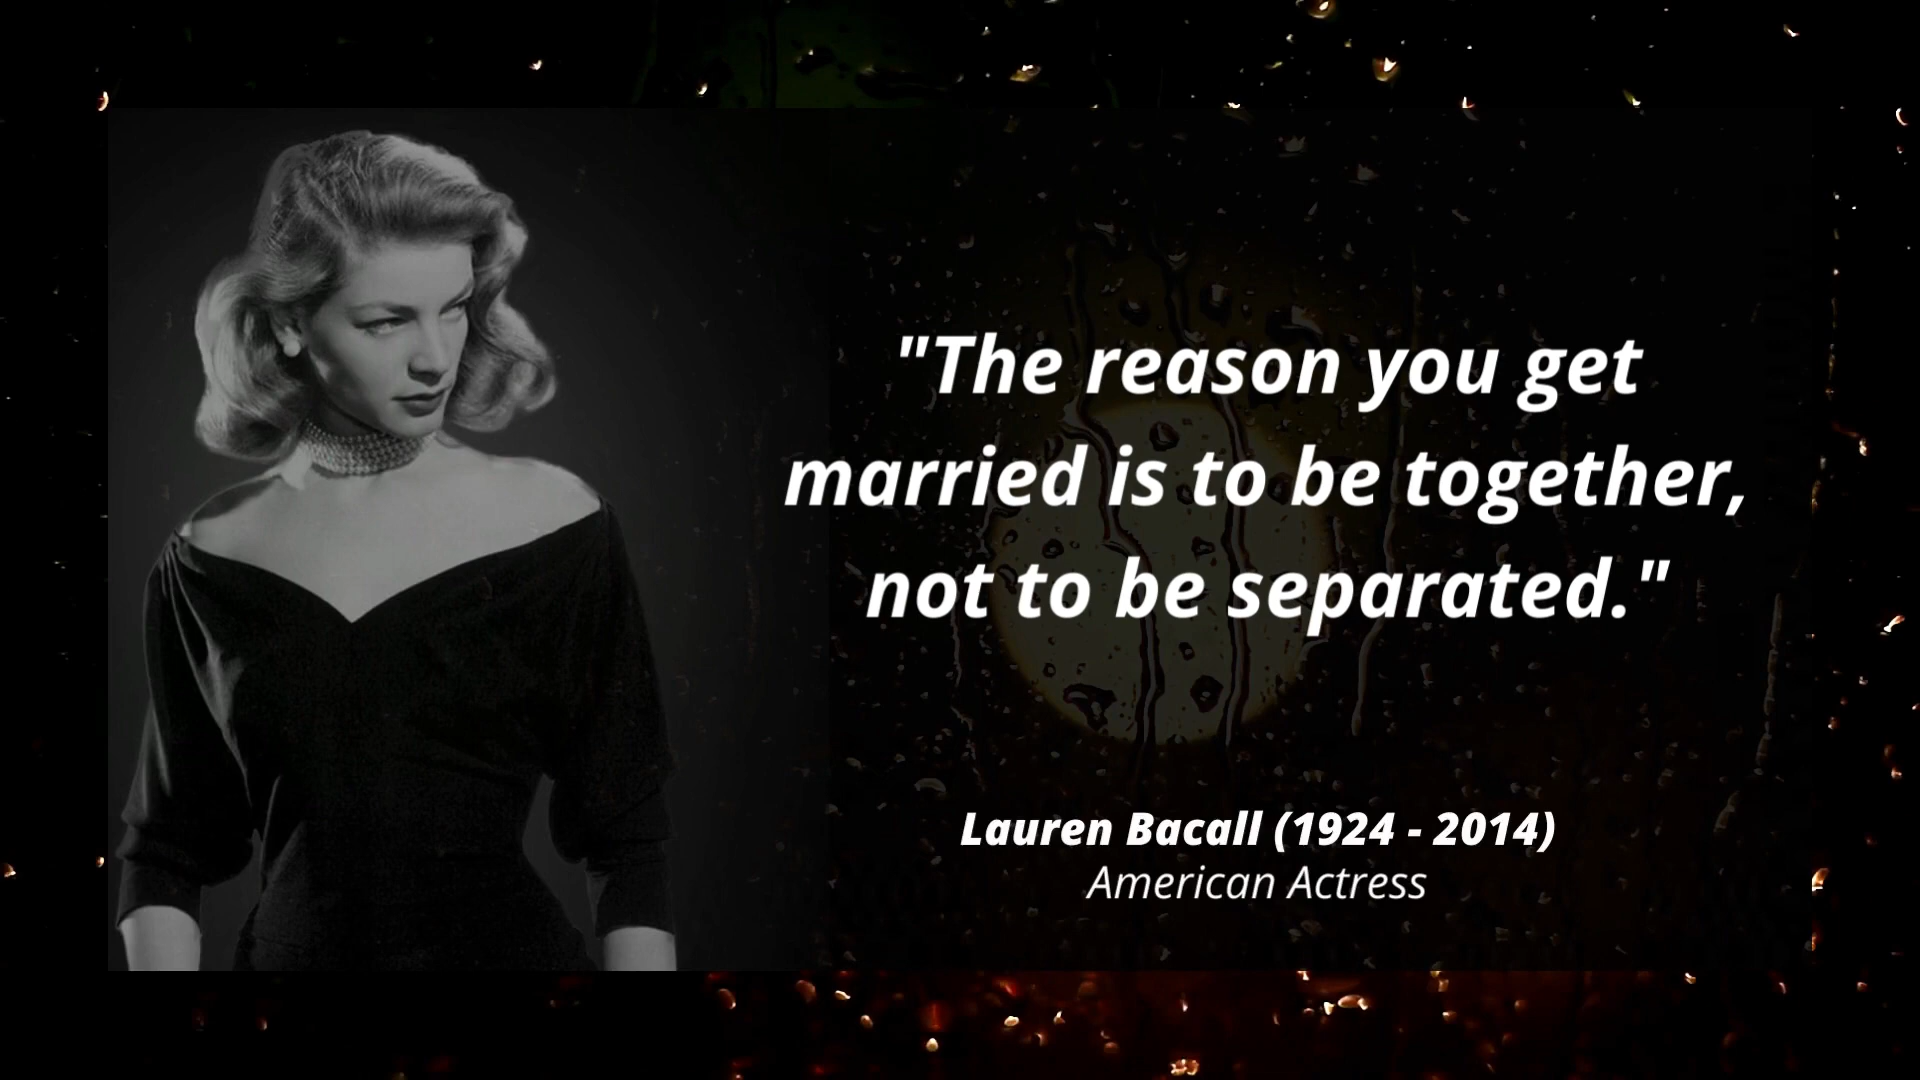 "The reason you get
married is to be together,
not to be separated."
Lauren Bacall (1924 - 2014)
American Actress